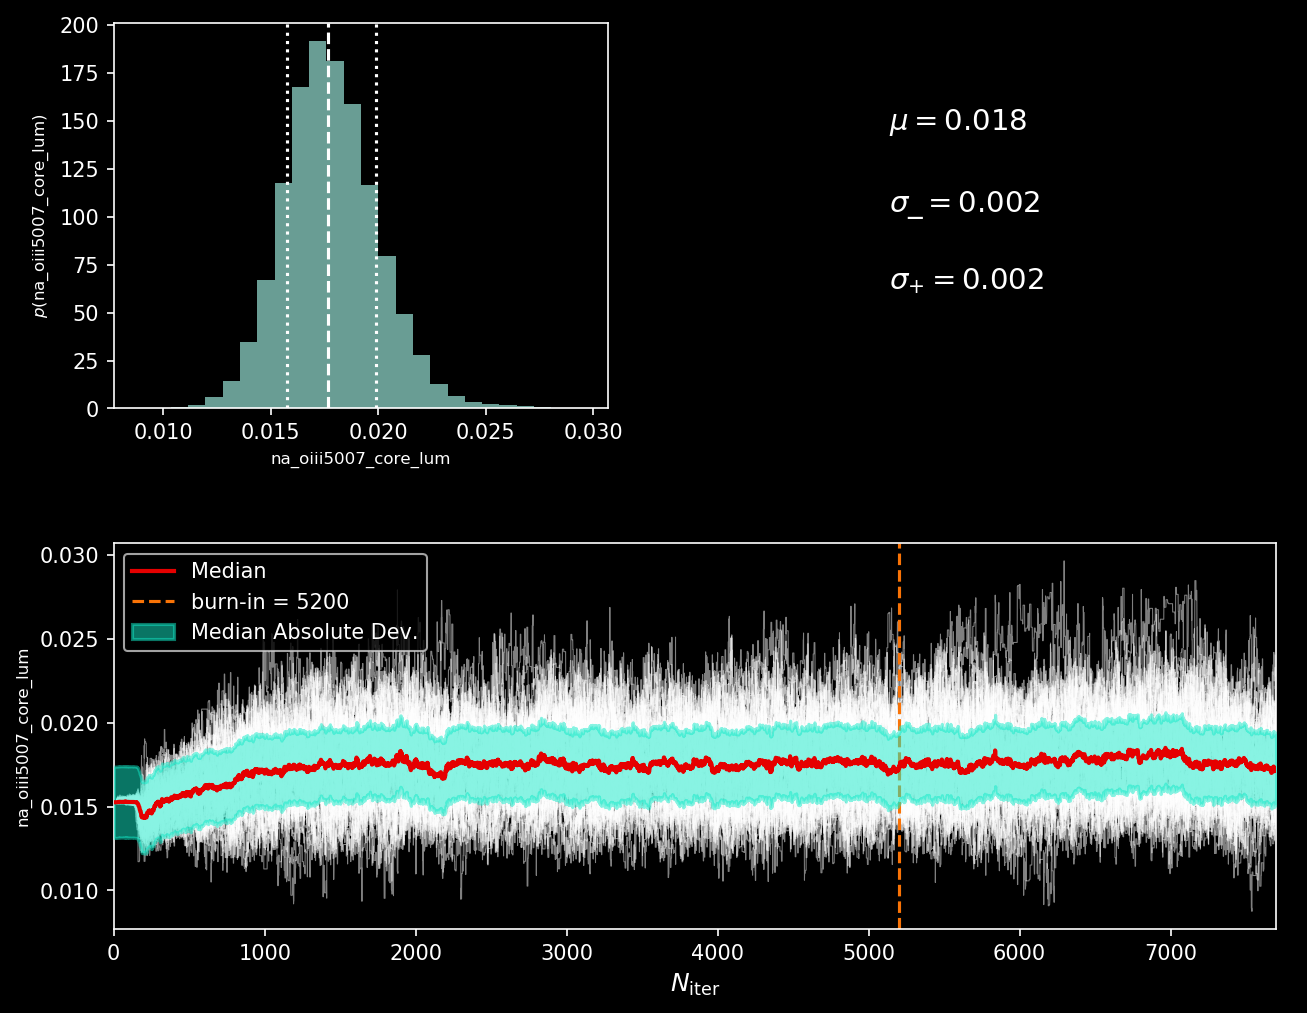 200
175
150
125
100
75
50
25
0
p(na_oiii5007_core_lum)
0.010 0.015 0.020 0.025 0.030
na_oiii5007_core_lum
μ = 0.018
σ_ = 0.002
σ+ = 0.002
0.030
0.025
0.020
0.015
0.010
na_oiii5007_core_lum
Median
burn-in = 5200
Median Absolute Dev.
0 1000 2000 3000 4000 5000 6000 7000
Niter